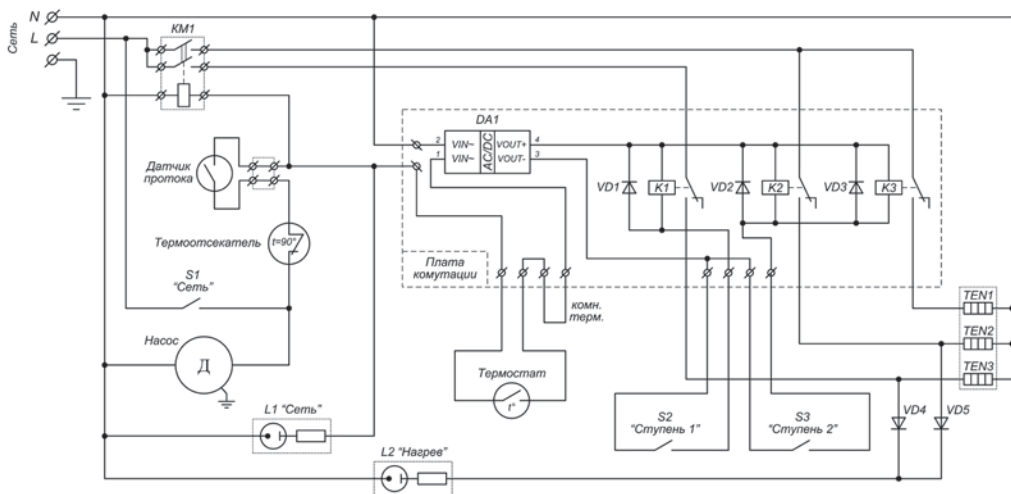 Сеть
N
L
КМ1
Датчик
протока
Термоотсекатель
t=90°
S1
"Сеть"
Насос
Д
L1 "Сеть"
L2 "Нагрев"
DA1
2
VIN~
1
VIN~
AC/DC
VOUT+
4
VOUT-
3
VD1
K1
VD2
K2
VD3
K3
Плата
комутации
комн.
терм.
Термостат
t°
S2
"Ступень 1"
S3
"Ступень 2"
TEN1
TEN2
TEN3
VD4
VD5